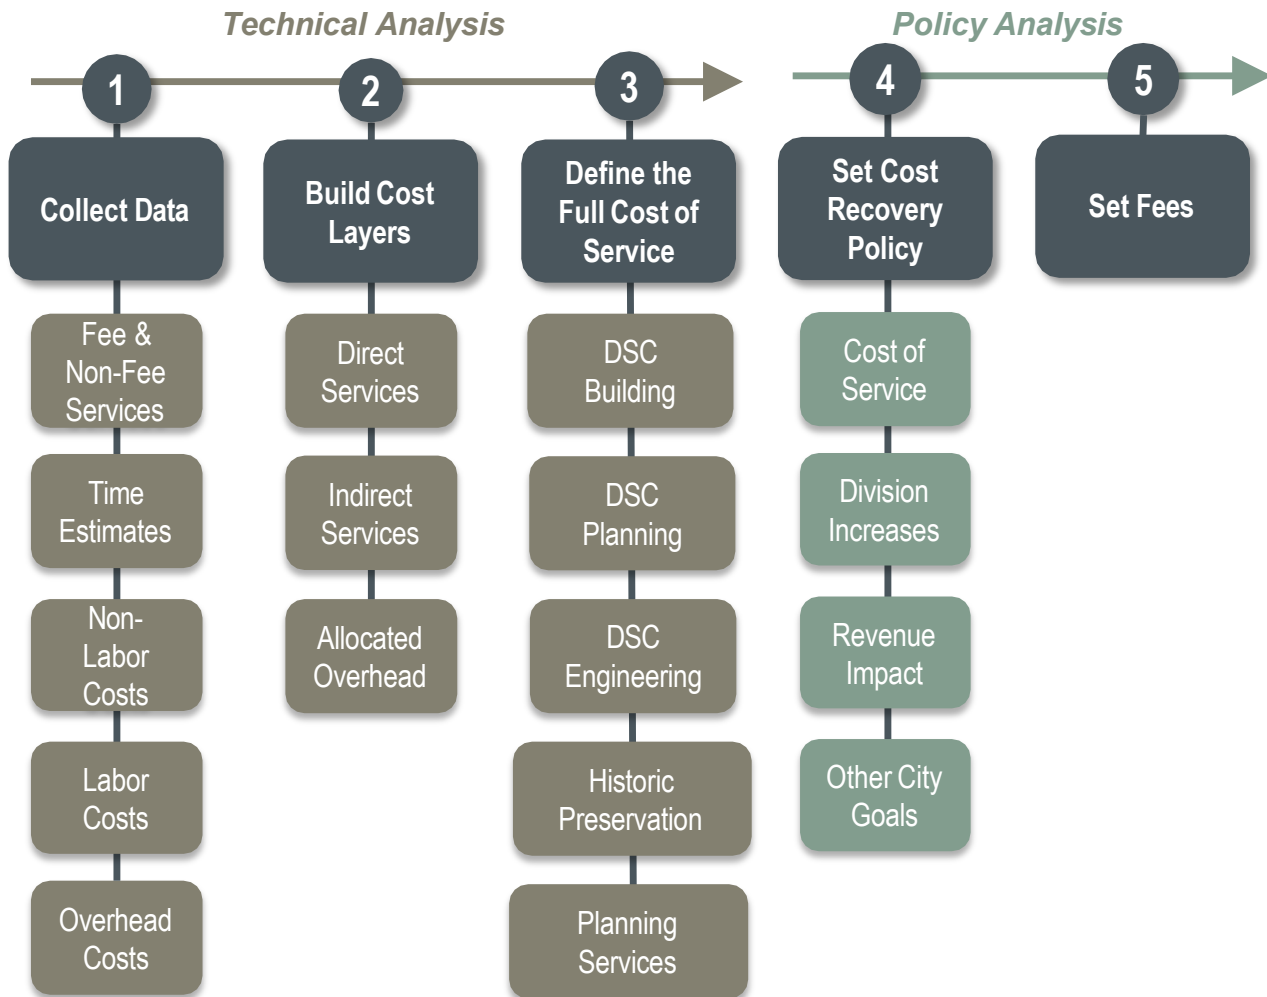 Technical Analysis
Policy Analysis
1
2
3
4
5
Collect Data
Build Cost
Layers
Define the
Full Cost of
Service
Set Cost
Recovery
Policy
Set Fees
Fee &
Non-Fee
Services
Time
Estimates
Non-
Labor
Costs
Labor
Costs
Overhead
Costs
Direct
Services
Indirect
Services
Allocated
Overhead
DSC
Building
DSC
Planning
DSC
Engineering
Historic
Preservation
Planning
Services
Cost of
Service
Division
Increases
Revenue
Impact
Other City
Goals